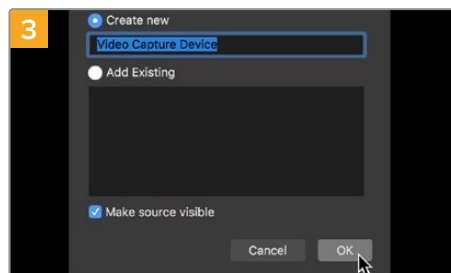 3
Create new
Video Capture Device
Add Existing
Make source visible
Cancel
OK